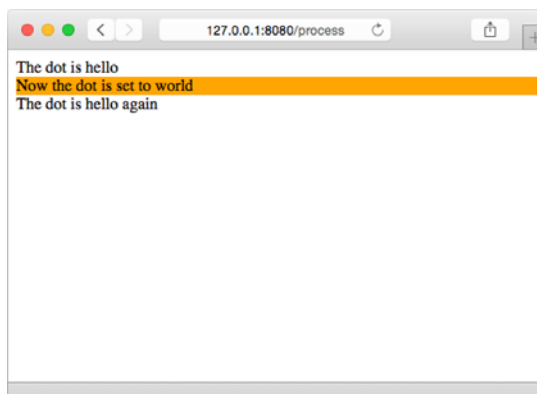 127.0.0.1:8080/process
The dot is hello
Now the dot is set to world
The dot is hello again